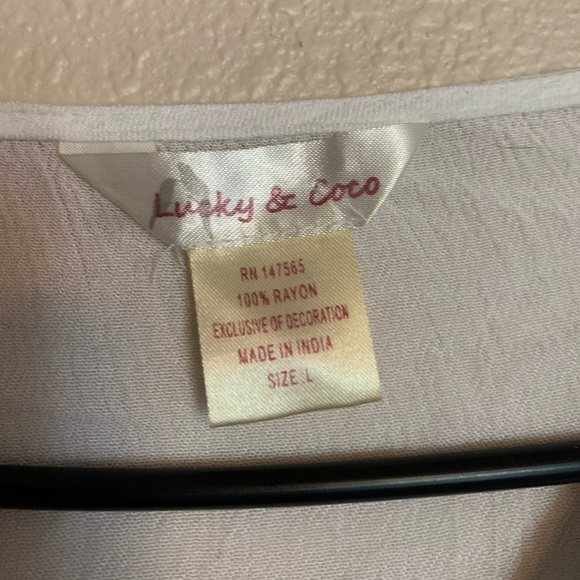 Lucky & Coco
RN 147565
100% RAYON
EXCLUSIVE OF DECORATION
MADE IN INDIA
SIZE L